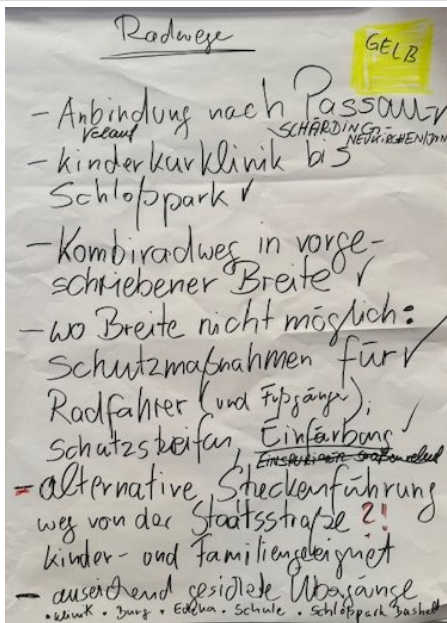 Radwege
GELB
- Anbindung nach Passau ✓
SCHÄRDING -
NEUKIRCHEN/INN
- Kinderkurklinik bis
Schloßpark ✓
- Kombiradweg in vorge-
schriebener Breite ✓
- wo Breite nicht möglich:
Schutzmaßnahmen für ✓
Radfahrer (und Fußgänger),
Schutzstreifen, Einfärbung ✓
- alternative Streckenführung
weg von der Staatsstraße ?!
kinder- und familiengeeignet
- ausreichend gesicherte Übergänge
• Klinik • Burg • Edeka • Schule • Schloßpark